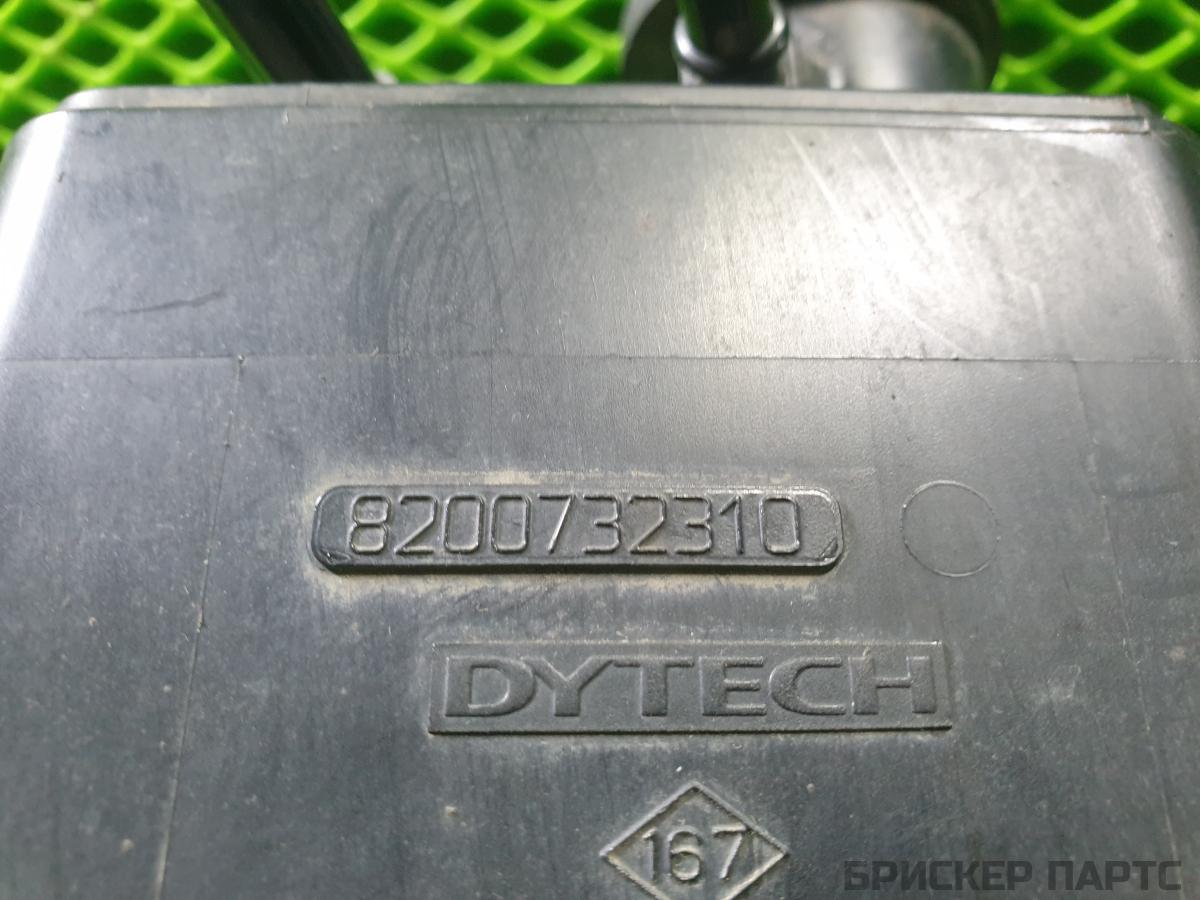 8200732310
DYTECH
167
БРИСКЕР ПАРТС